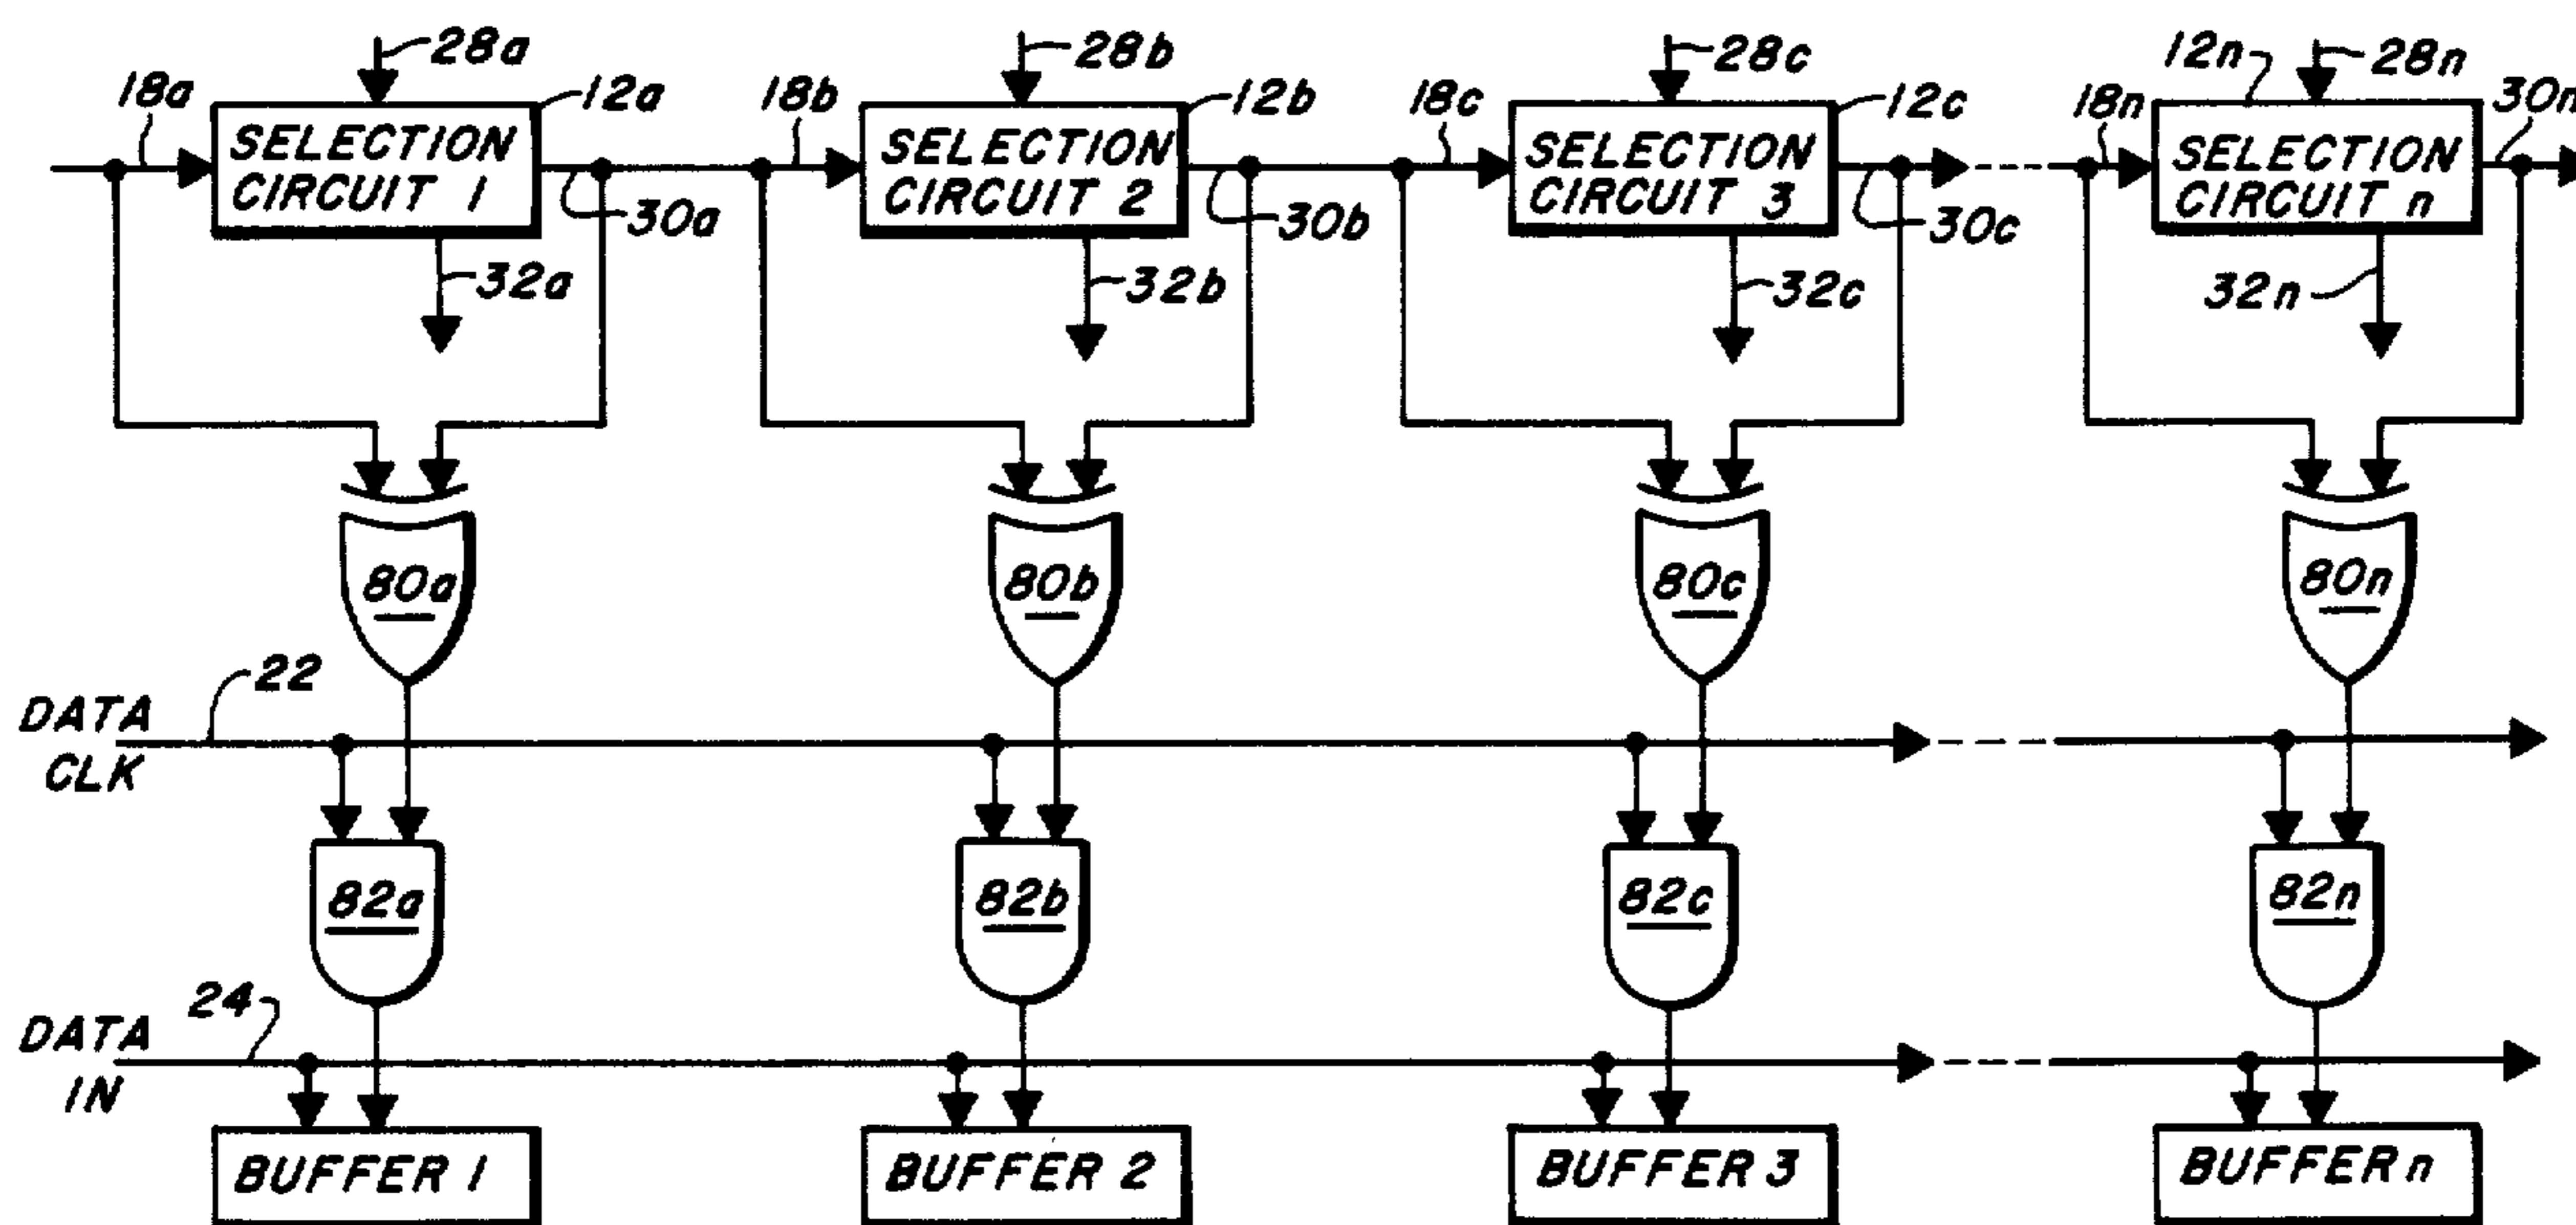 28a
28b
28c
12n
28n
18a
12a
18b
12b
18c
12c
18n
30n
SELECTION
CIRCUIT 1
SELECTION
CIRCUIT 2
SELECTION
CIRCUIT 3
SELECTION
CIRCUIT n
30a
30b
30c
32a
32b
32c
32n
80a
80b
80c
80n
22
DATA
CLK
82a
82b
82c
82n
24
DATA
IN
BUFFER 1
BUFFER 2
BUFFER 3
BUFFER n